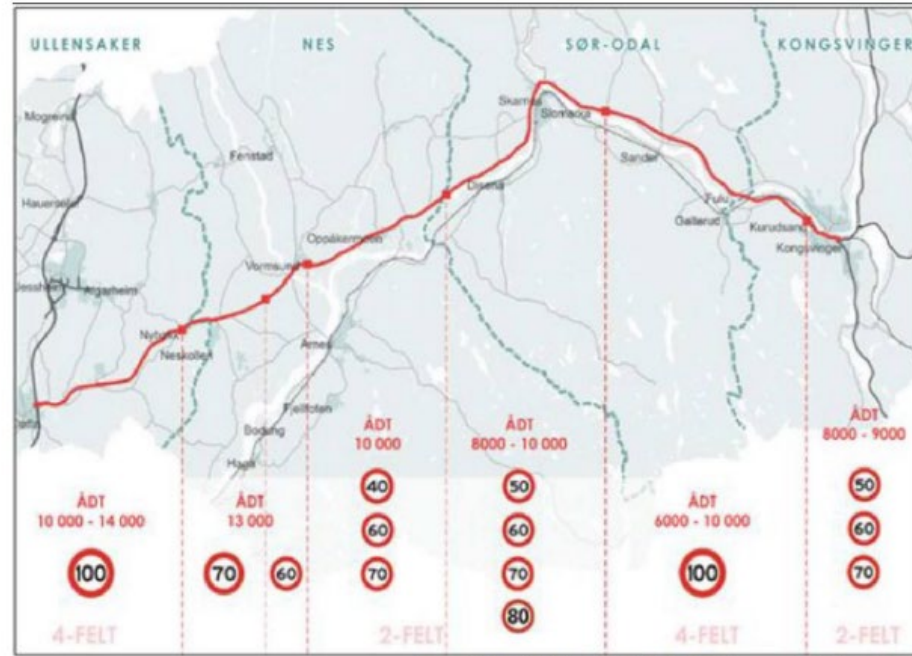 ULLENSAKER
NES
SØR-ODAL
KONGSVINGER
Skarnes
Slomarka
Mogreina
Fenstad
Sander
Disenå
Hauerseter
Fulu
Galterud
Oppåkermoen
Kurudsand
Kongsvinger
Vormsund
Jessheim
Algarheim
Nybakk
Neskollen
Årnes
Fjellfoten
Bodung
Haga
ÅDT
10 000 - 14 000
100
ÅDT
13 000
70
60
ÅDT
10 000
40
60
70
ÅDT
8000 - 10 000
50
60
70
80
ÅDT
6000 - 10 000
100
ÅDT
8000 - 9000
50
60
70
4-FELT
2-FELT
4-FELT
2-FELT